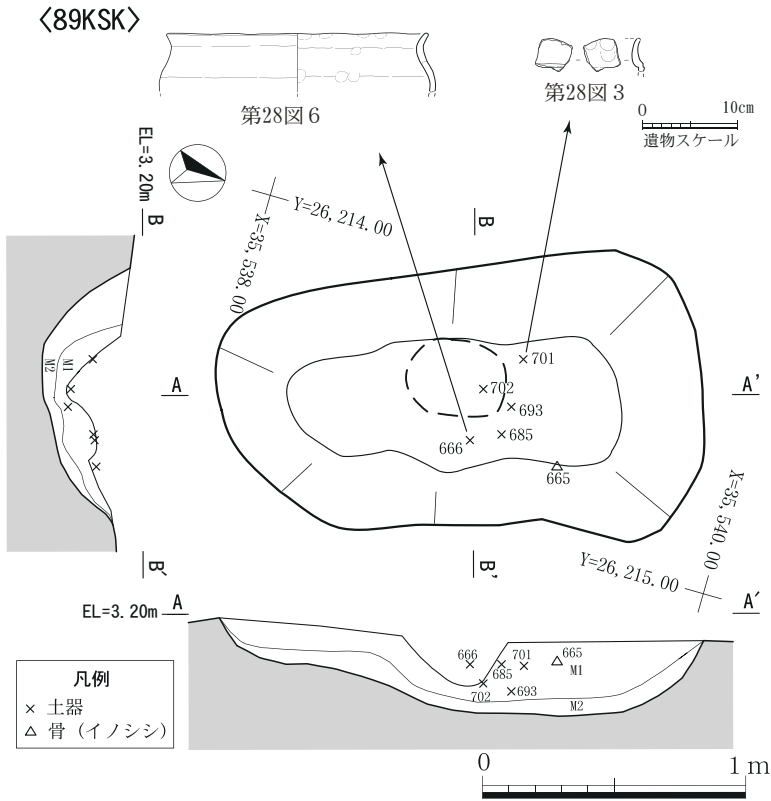 〈89KSK〉
第28図6
第28図3
0 10cm
遺物スケール
EL=3.20m
B
B
X=35,538.00
Y=26,214.00
M2
M1
A
A'
701
702
693
685
666
665
X=35,540.00
Y=26,215.00
B'
B'
EL=3.20m
A
A'
666
701
665
685
M1
702
693
M2
凡例
× 土器
△ 骨（イノシシ）
0 1m